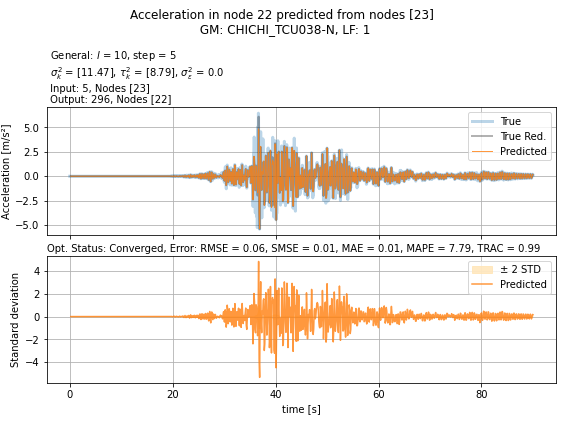 Acceleration in node 22 predicted from nodes [23]
GM: CHICHI_TCU038-N, LF: 1
General: l = 10, step = 5
σ²ₖ = [11.47], τ²ₖ = [8.79], σ²ε = 0.0
Input: 5, Nodes [23]
Output: 296, Nodes [22]
Acceleration [m/s²]
5.0
2.5
0.0
−2.5
−5.0
True
True Red.
Predicted
Opt. Status: Converged, Error: RMSE = 0.06, SMSE = 0.01, MAE = 0.01, MAPE = 7.79, TRAC = 0.99
Standard deviation
4
2
0
−2
−4
± 2 STD
Predicted
0 20 40 60 80
time [s]